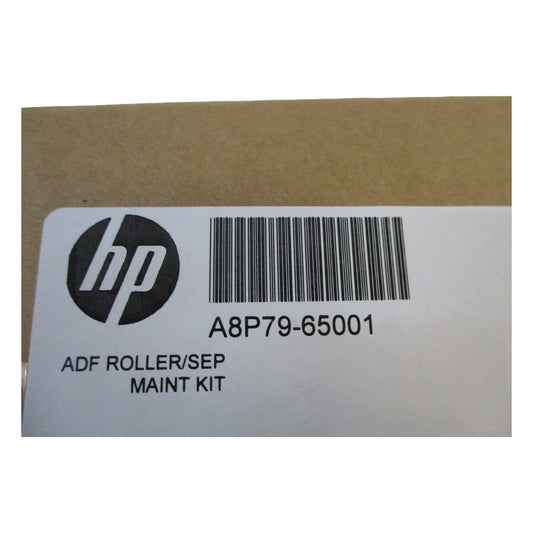 hp
A8P79-65001
ADF ROLLER/SEP
MAINT KIT